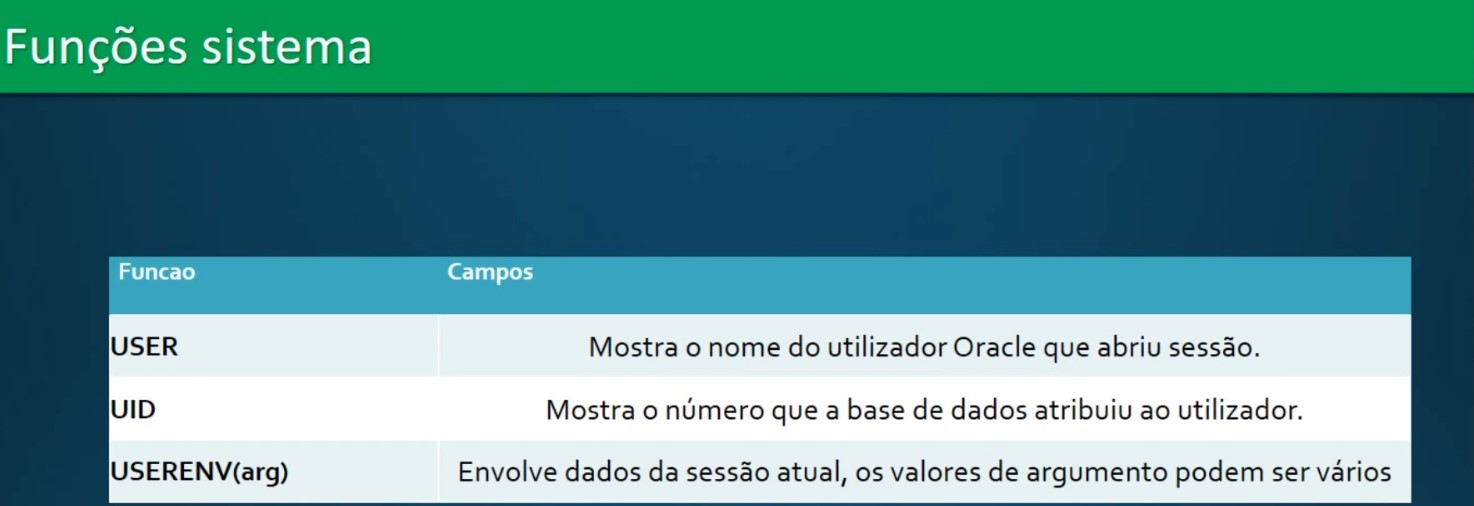 Funções sistema
Funcao Campos
USER Mostra o nome do utilizador Oracle que abriu sessão.
UID Mostra o número que a base de dados atribuiu ao utilizador.
USERENV(arg) Envolve dados da sessão atual, os valores de argumento podem ser vários